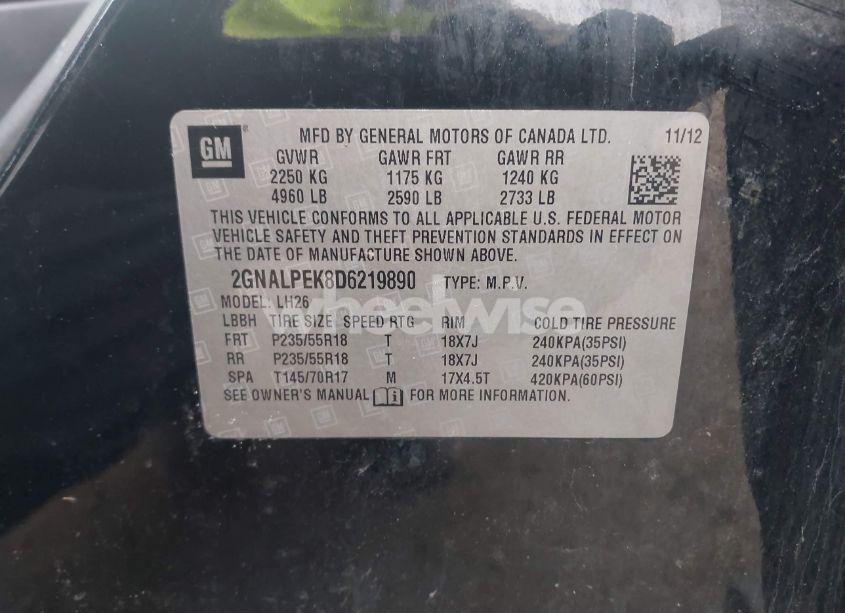 GM
MFD BY GENERAL MOTORS OF CANADA LTD. 11/12
GVWR GAWR FRT GAWR RR
2250 KG 1175 KG 1240 KG
4960 LB 2590 LB 2733 LB
THIS VEHICLE CONFORMS TO ALL APPLICABLE U.S. FEDERAL MOTOR
VEHICLE SAFETY AND THEFT PREVENTION STANDARDS IN EFFECT ON
THE DATE OF MANUFACTURE SHOWN ABOVE.
2GNALPEK8D6219890 TYPE: M.P.V.
MODEL: LH26
wheelwise
LBBH TIRE SIZE SPEED RTG RIM COLD TIRE PRESSURE
FRT P235/55R18 T 18X7J 240KPA(35PSI)
RR P235/55R18 T 18X7J 240KPA(35PSI)
SPA T145/70R17 M 17X4.5T 420KPA(60PSI)
SEE OWNER'S MANUAL FOR MORE INFORMATION.